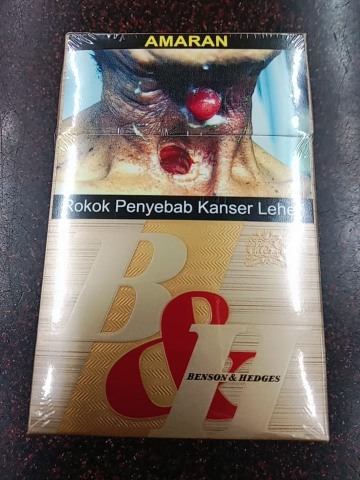 AMARAN
Rokok Penyebab Kanser Lehe
B&H
BENSON & HEDGES